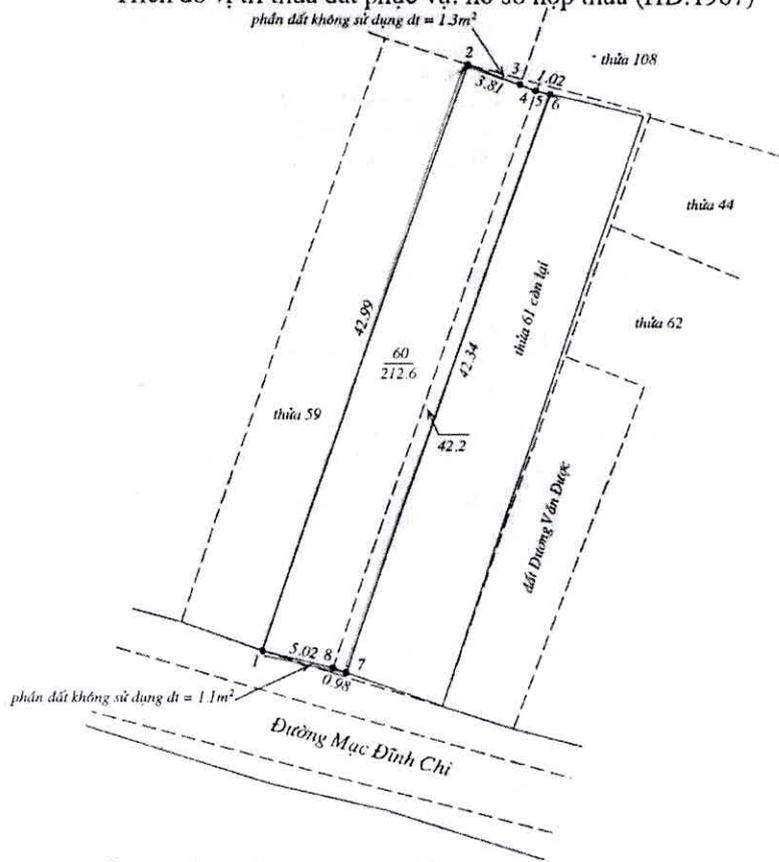 phần đất không sử dụng dt = 1.3m²
2
3
1.02
thửa 108
3.81
4
5
6
thửa 44
thửa 62
42.99
60
212.6
42.34
thửa 61 còn lại
thửa 59
42.2
đất Dương Văn Được
1
5.02
8
7
0.98
phần đất không sử dụng dt = 1.1m²
Đường Mạc Đĩnh Chi